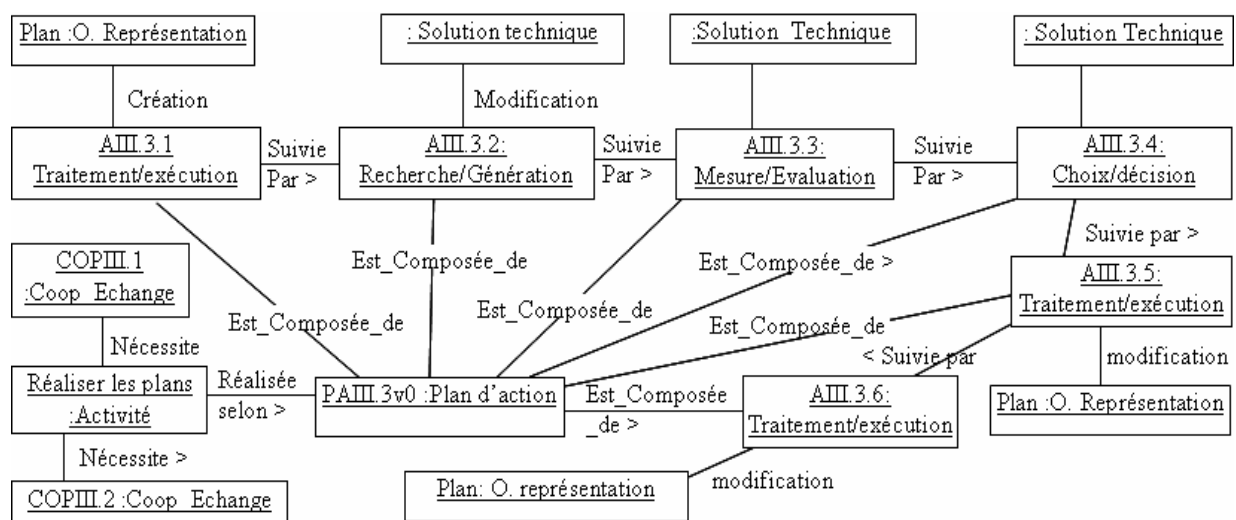 Plan :O. Représentation
: Solution technique
:Solution Technique
: Solution Technique
Création
Modification
AIII.3.1
Traitement/exécution
Suivie
Par >
AIII.3.2:
Recherche/Génération
Suivie
Par >
AIII.3.3:
Mesure/Evaluation
Suivie
Par >
AIII.3.4:
Choix/décision
Suivie par >
COPIII.1
:Coop Echange
Est_Composée_de
Est_Composée_de >
AIII.3.5:
Traitement/exécution
Est_Composée_de
Est_Composée_de
Est_Composée_de
Nécessite
< Suivie par
modification
Réaliser les plans
:Activité
Réalisée
selon >
PAIII.3v0 :Plan d'action
Est_Composée
_de >
AIII.3.6:
Traitement/exécution
Plan :O. Représentation
Nécessite >
modification
COPIII.2 :Coop Echange
Plan: O. représentation